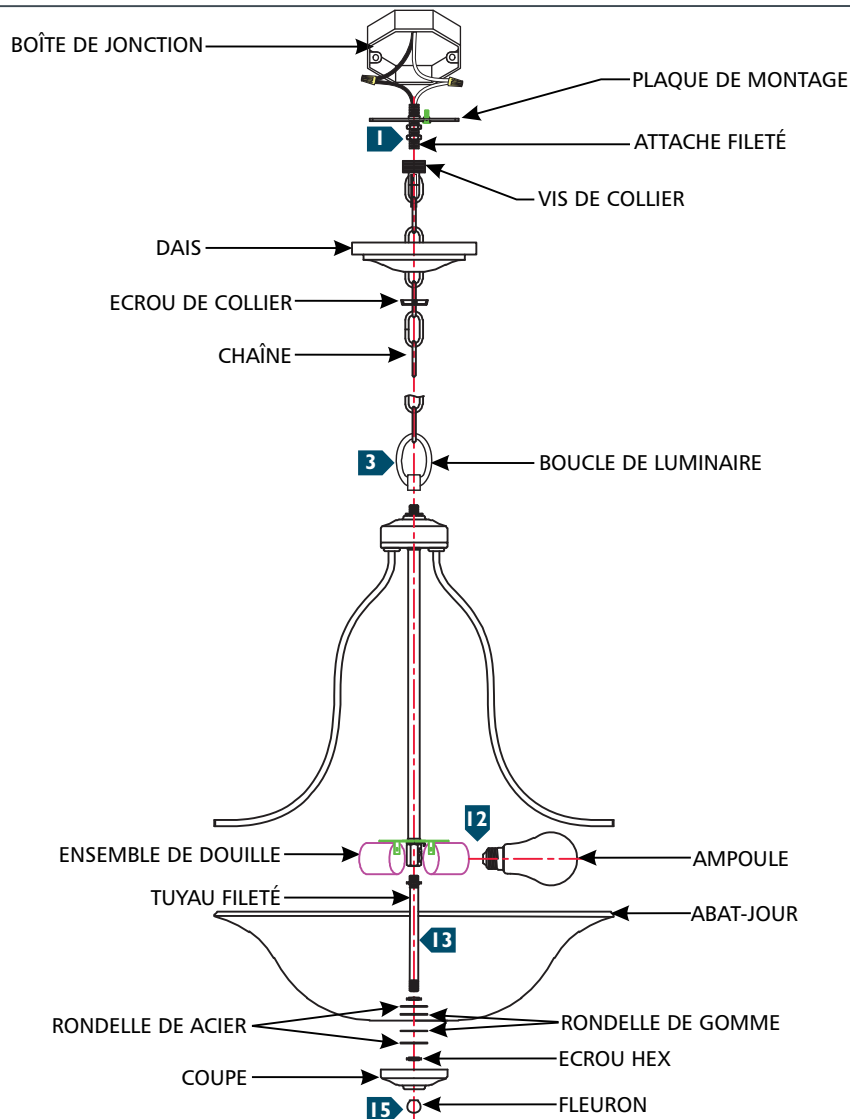 BOÎTE DE JONCTION
PLAQUE DE MONTAGE
1
ATTACHE FILETÉ
VIS DE COLLIER
DAIS
ECROU DE COLLIER
CHAÎNE
3
BOUCLE DE LUMINAIRE
12
ENSEMBLE DE DOUILLE
AMPOULE
TUYAU FILETÉ
ABAT-JOUR
13
RONDELLE DE ACIER
RONDELLE DE GOMME
ECROU HEX
COUPE
15
FLEURON